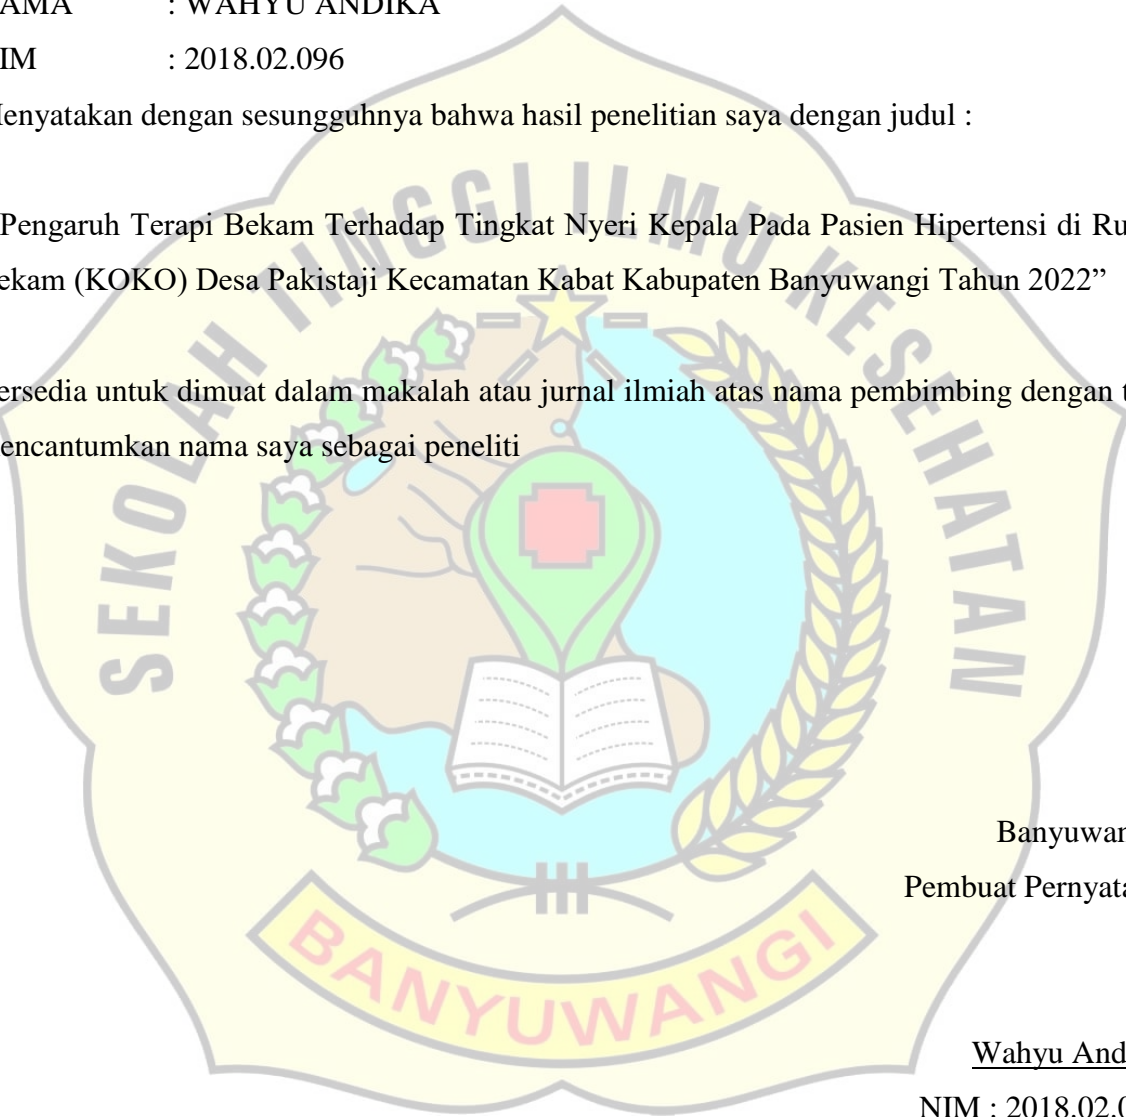 AMA : WAHYU ANDIKA
IM : 2018.02.096
Menyatakan dengan sesungguhnya bahwa hasil penelitian saya dengan judul :
Pengaruh Terapi Bekam Terhadap Tingkat Nyeri Kepala Pada Pasien Hipertensi di Ru
ekam (KOKO) Desa Pakistaji Kecamatan Kabat Kabupaten Banyuwangi Tahun 2022”
ersedia untuk dimuat dalam makalah atau jurnal ilmiah atas nama pembimbing dengan t
encantumkan nama saya sebagai peneliti
SEKOLAH TINGGI ILMU KESEHATAN
BANYUWANGI
Banyuwan
Pembuat Pernyata
Wahyu And
NIM : 2018.02.0